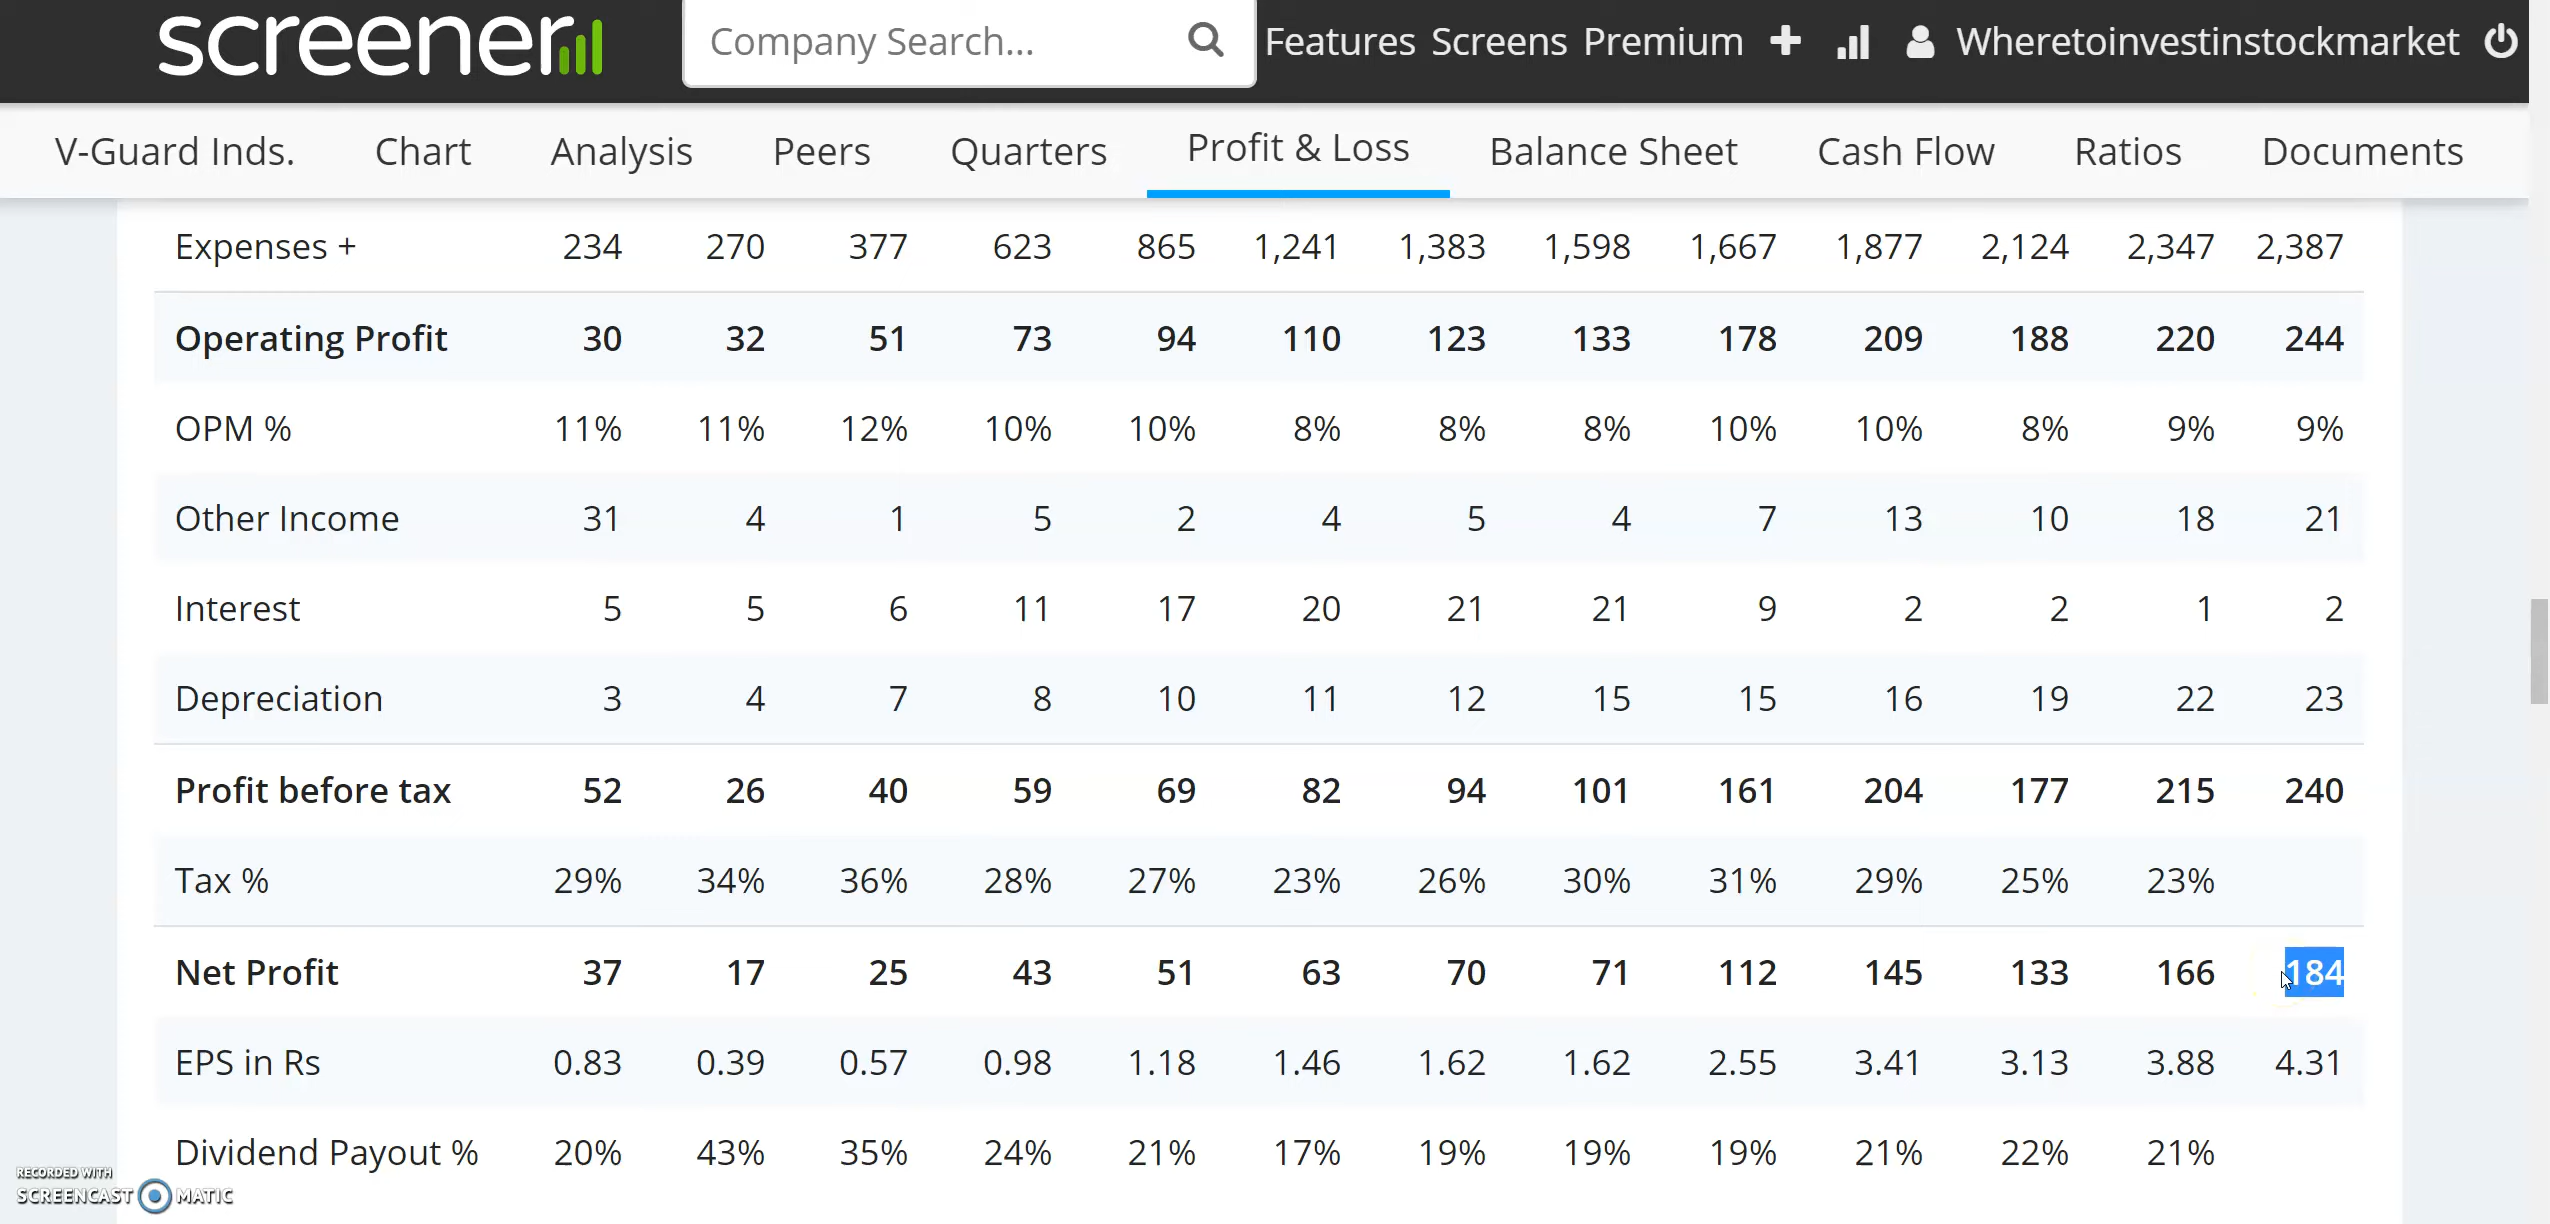 screener Company Search... Features Screens Premium Wheretoinvestinstockmarket
V-Guard Inds. Chart Analysis Peers Quarters Profit & Loss Balance Sheet Cash Flow Ratios Documents
Expenses + 234 270 377 623 865 1,241 1,383 1,598 1,667 1,877 2,124 2,347 2,387
Operating Profit 30 32 51 73 94 110 123 133 178 209 188 220 244
OPM % 11% 11% 12% 10% 10% 8% 8% 8% 10% 10% 8% 9% 9%
Other Income 31 4 1 5 2 4 5 4 7 13 10 18 21
Interest 5 5 6 11 17 20 21 21 9 2 2 1 2
Depreciation 3 4 7 8 10 11 12 15 15 16 19 22 23
Profit before tax 52 26 40 59 69 82 94 101 161 204 177 215 240
Tax % 29% 34% 36% 28% 27% 23% 26% 30% 31% 29% 25% 23%
Net Profit 37 17 25 43 51 63 70 71 112 145 133 166 184
EPS in Rs 0.83 0.39 0.57 0.98 1.18 1.46 1.62 1.62 2.55 3.41 3.13 3.88 4.31
Dividend Payout % 20% 43% 35% 24% 21% 17% 19% 19% 19% 21% 22% 21%
RECORDED WITH
SCREENCAST MATIC